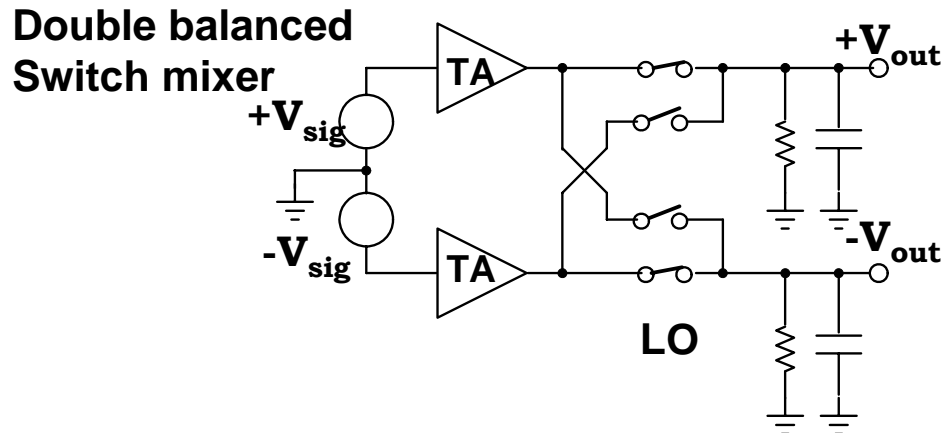 Double balanced
Switch mixer
+Vsig
-Vsig
TA
TA
LO
+Vout
-Vout